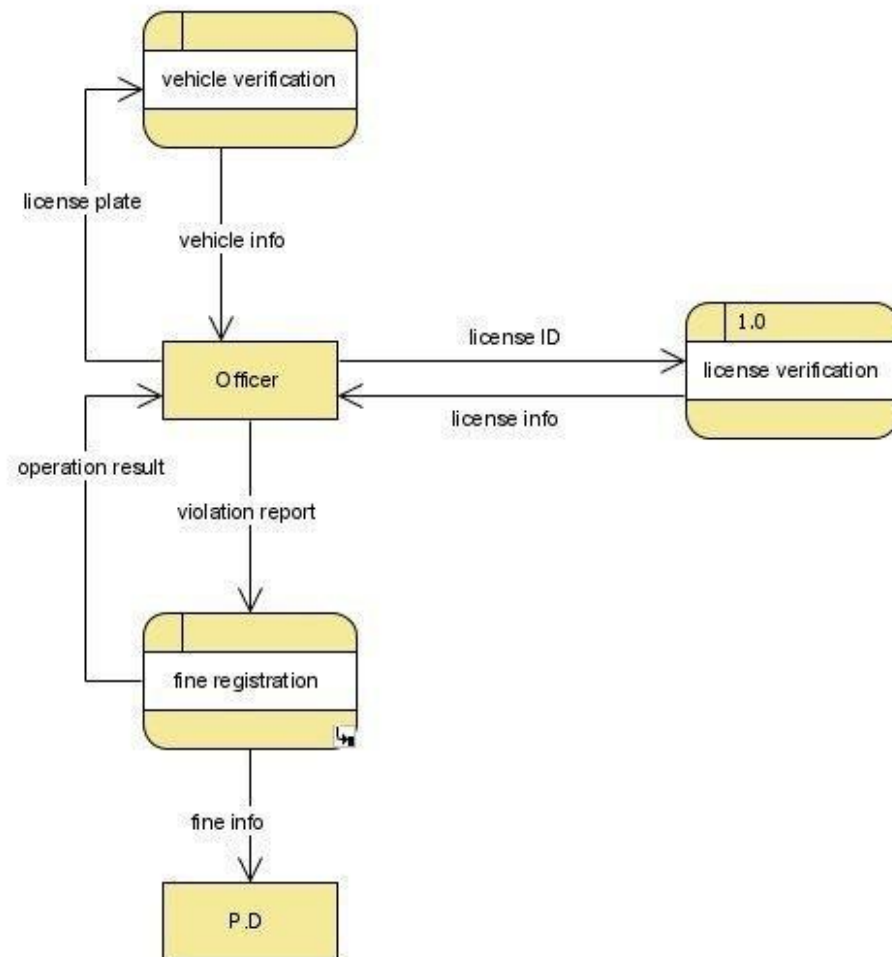 vehicle verification
license plate
vehicle info
1.0
license ID
Officer
license verification
license info
operation result
violation report
fine registration
fine info
P.D